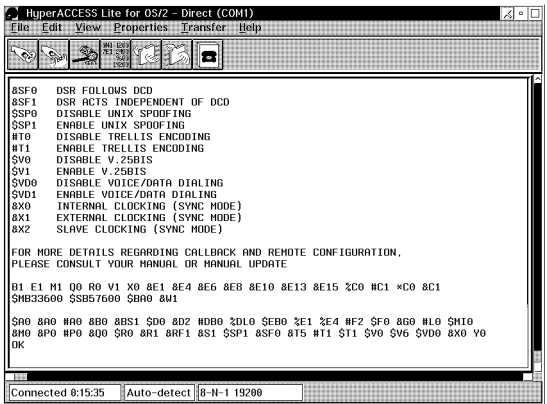 HyperACCESS Lite for OS/2 - Direct (COM1)
File Edit View Properties Transfer Help
&SF0 DSR FOLLOWS DCD
&SF1 DSR ACTS INDEPENDENT OF DCD
$SP0 DISABLE UNIX SPOOFING
$SP1 ENABLE UNIX SPOOFING
#T0 DISABLE TRELLIS ENCODING
#T1 ENABLE TRELLIS ENCODING
$V0 DISABLE V.25BIS
$V1 ENABLE V.25BIS
$VD0 DISABLE VOICE/DATA DIALING
$VD1 ENABLE VOICE/DATA DIALING
&X0 INTERNAL CLOCKING (SYNC MODE)
&X1 EXTERNAL CLOCKING (SYNC MODE)
&X2 SLAVE CLOCKING (SYNC MODE)
FOR MORE DETAILS REGARDING CALLBACK AND REMOTE CONFIGURATION,
PLEASE CONSULT YOUR MANUAL OR MANUAL UPDATE
B1 E1 M1 Q0 R0 V1 X0 &E1 &E4 &E6 &E8 &E10 &E13 &E15 %C0 #C1 *C0 &C1
$MB33600 $SB57600 $BA0 &W1
$A0 &A0 #A0 &B0 &BS1 $D0 &D2 #DB0 %DL0 $EB0 %E1 %E4 #F2 $F0 &G0 #L0 $MI0
&M0 &P0 #P0 &Q0 $R0 &R1 &RF1 &S1 $SP1 &SF0 &T5 #T1 $T1 $V0 $V6 $VD0 &X0 Y0
OK
Connected 0:15:35 Auto-detect 8-N-1 19200